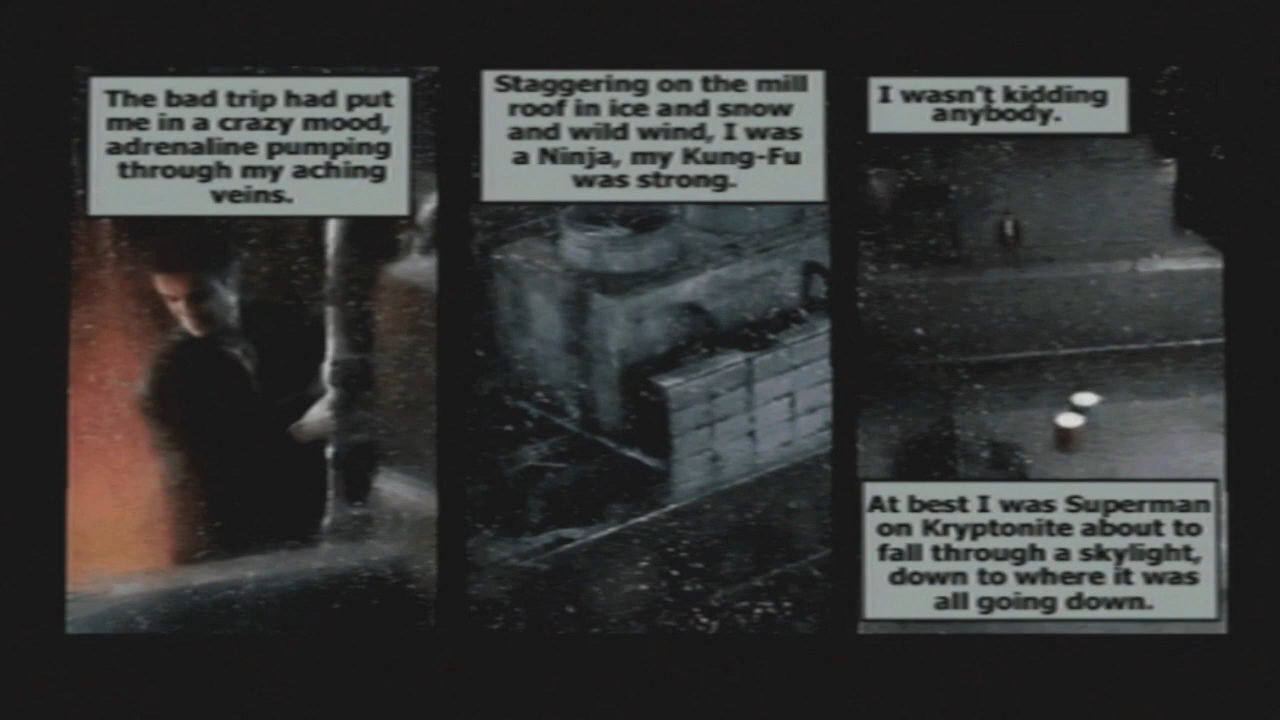 The bad trip had put
me in a crazy mood,
adrenaline pumping
through my aching
veins.
Staggering on the mill
roof in ice and snow
and wild wind, I was
a Ninja, my Kung-Fu
was strong.
I wasn't kidding
anybody.
At best I was Superman
on Kryptonite about to
fall through a skylight,
down to where it was
all going down.